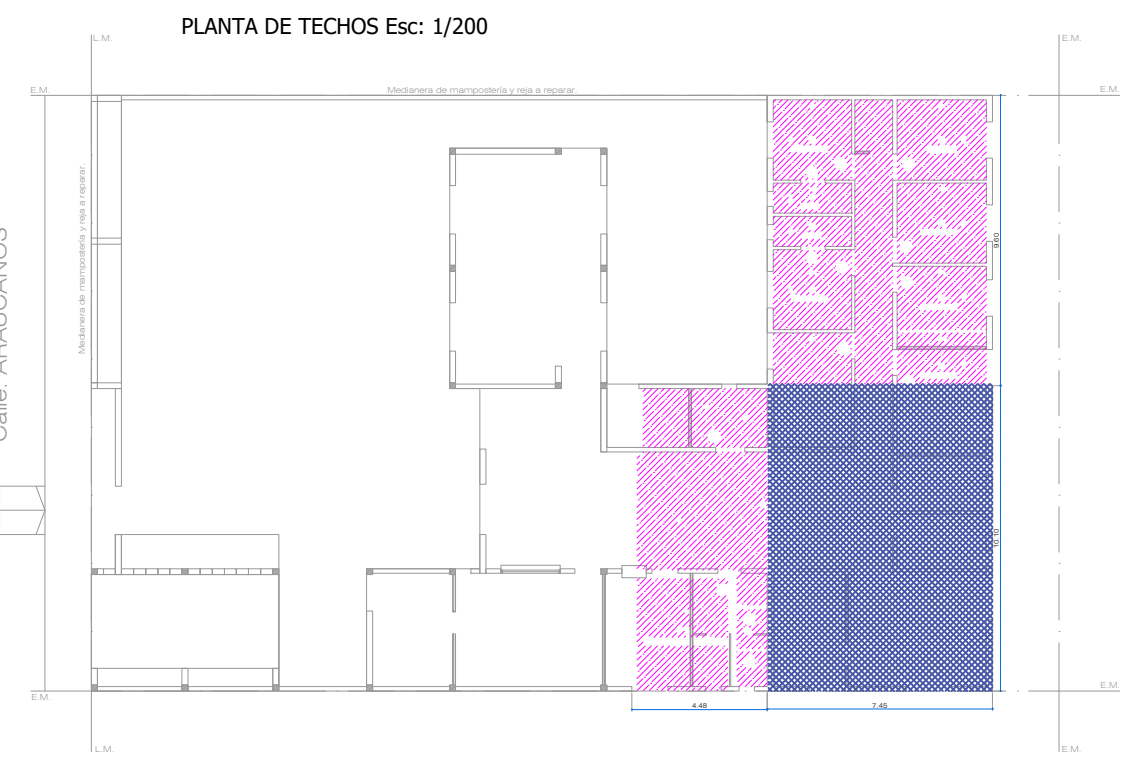 PLANTA DE TECHOS Esc: 1/200
L.M.
E.M.
E.M.
Medianera de mampostería y reja a reparar.
E.M.
Medianera de mampostería y reja a reparar.
Calle: ARAUCANOS
9.60
10.10
E.M.
E.M.
4.48
7.45
L.M.
E.M.